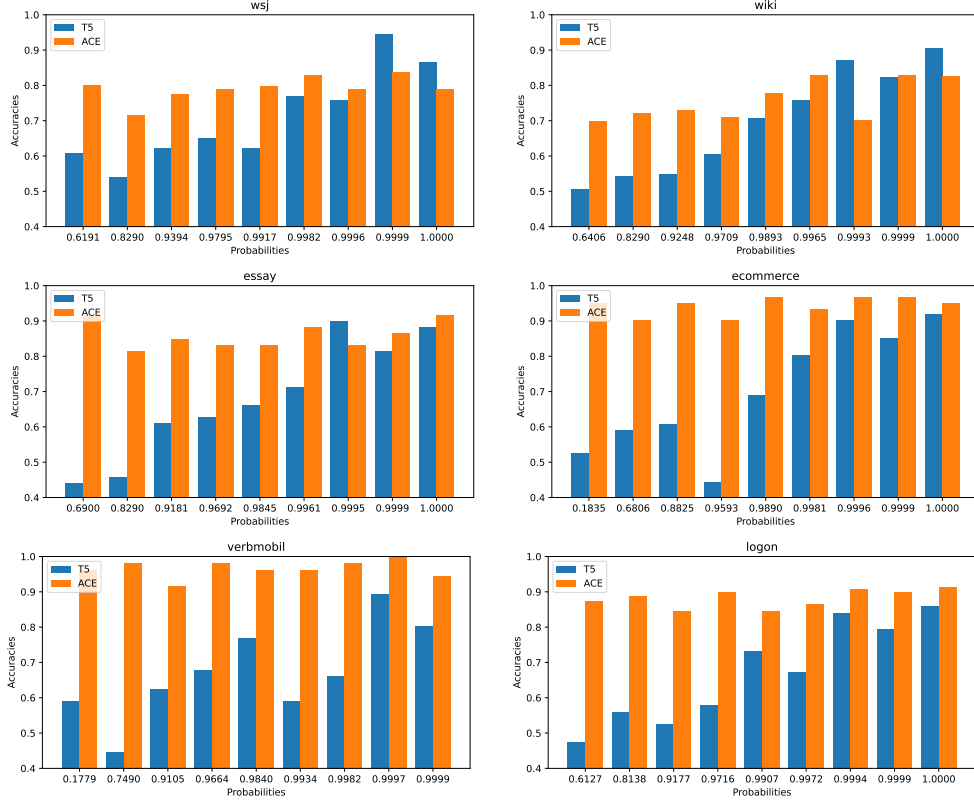 wsj
1.0
0.9
0.8
0.7
0.6
0.5
0.4
Accuracies
T5
ACE
0.6191 0.8290 0.9394 0.9795 0.9917 0.9982 0.9996 0.9999 1.0000
Probabilities
wiki
1.0
0.9
0.8
0.7
0.6
0.5
0.4
Accuracies
T5
ACE
0.6406 0.8290 0.9248 0.9709 0.9893 0.9965 0.9993 0.9999 1.0000
Probabilities
essay
1.0
0.9
0.8
0.7
0.6
0.5
0.4
Accuracies
T5
ACE
0.6900 0.8290 0.9181 0.9692 0.9845 0.9961 0.9995 0.9999 1.0000
Probabilities
ecommerce
1.0
0.9
0.8
0.7
0.6
0.5
0.4
Accuracies
T5
ACE
0.1835 0.6806 0.8825 0.9593 0.9890 0.9981 0.9996 0.9999 1.0000
Probabilities
verbmobil
1.0
0.9
0.8
0.7
0.6
0.5
0.4
Accuracies
T5
ACE
0.1779 0.7490 0.9105 0.9664 0.9840 0.9934 0.9982 0.9997 0.9999
Probabilities
logon
1.0
0.9
0.8
0.7
0.6
0.5
0.4
Accuracies
T5
ACE
0.6127 0.8138 0.9177 0.9716 0.9907 0.9972 0.9994 0.9999 1.0000
Probabilities